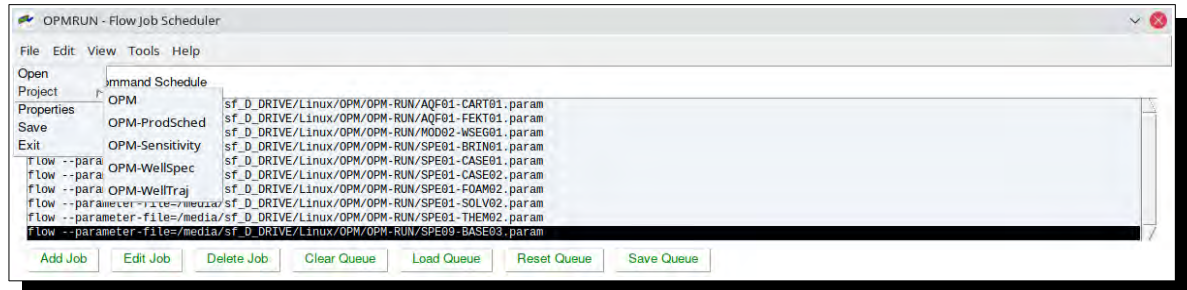 OPMRUN - Flow Job Scheduler
File Edit View Tools Help
Open
Project
Properties
Save
Exit
OPM
OPM-ProdSched
OPM-Sensitivity
OPM-WellSpec
OPM-WellTraj
ommand Schedule
sf_D_DRIVE/Linux/OPM/OPM-RUN/AQF01-CART01.param
sf_D_DRIVE/Linux/OPM/OPM-RUN/AQF01-FEKT01.param
sf_D_DRIVE/Linux/OPM/OPM-RUN/MOD02-WSEG01.param
sf_D_DRIVE/Linux/OPM/OPM-RUN/SPE01-BRIN01.param
flow --para sf_D_DRIVE/Linux/OPM/OPM-RUN/SPE01-CASE01.param
flow --para sf_D_DRIVE/Linux/OPM/OPM-RUN/SPE01-CASE02.param
flow --para sf_D_DRIVE/Linux/OPM/OPM-RUN/SPE01-FOAM02.param
flow --parameter-file=/media/sf_D_DRIVE/Linux/OPM/OPM-RUN/SPE01-SOLV02.param
flow --parameter-file=/media/sf_D_DRIVE/Linux/OPM/OPM-RUN/SPE01-THEM02.param
flow --parameter-file=/media/sf_D_DRIVE/Linux/OPM/OPM-RUN/SPE09-BASE03.param
Add Job Edit Job Delete Job Clear Queue Load Queue Reset Queue Save Queue